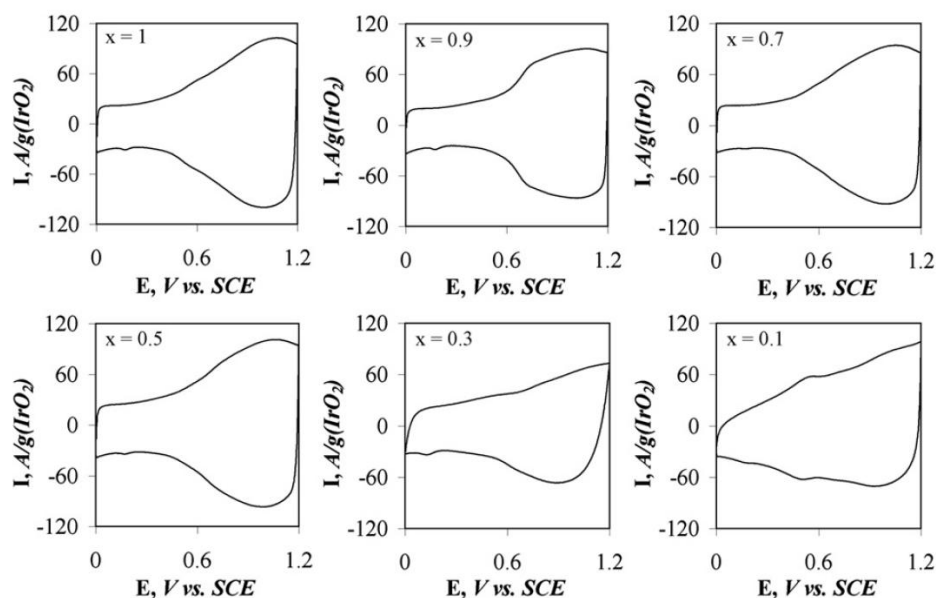 x = 1
120
60
0
-60
-120
I, A/g(IrO₂)
0 0.6 1.2
E, V vs. SCE
x = 0.9
120
60
0
-60
-120
I, A/g(IrO₂)
0 0.6 1.2
E, V vs. SCE
x = 0.7
120
60
0
-60
-120
I, A/g(IrO₂)
0 0.6 1.2
E, V vs. SCE
x = 0.5
120
60
0
-60
-120
I, A/g(IrO₂)
0 0.6 1.2
E, V vs. SCE
x = 0.3
120
60
0
-60
-120
I, A/g(IrO₂)
0 0.6 1.2
E, V vs. SCE
x = 0.1
120
60
0
-60
-120
I, A/g(IrO₂)
0 0.6 1.2
E, V vs. SCE